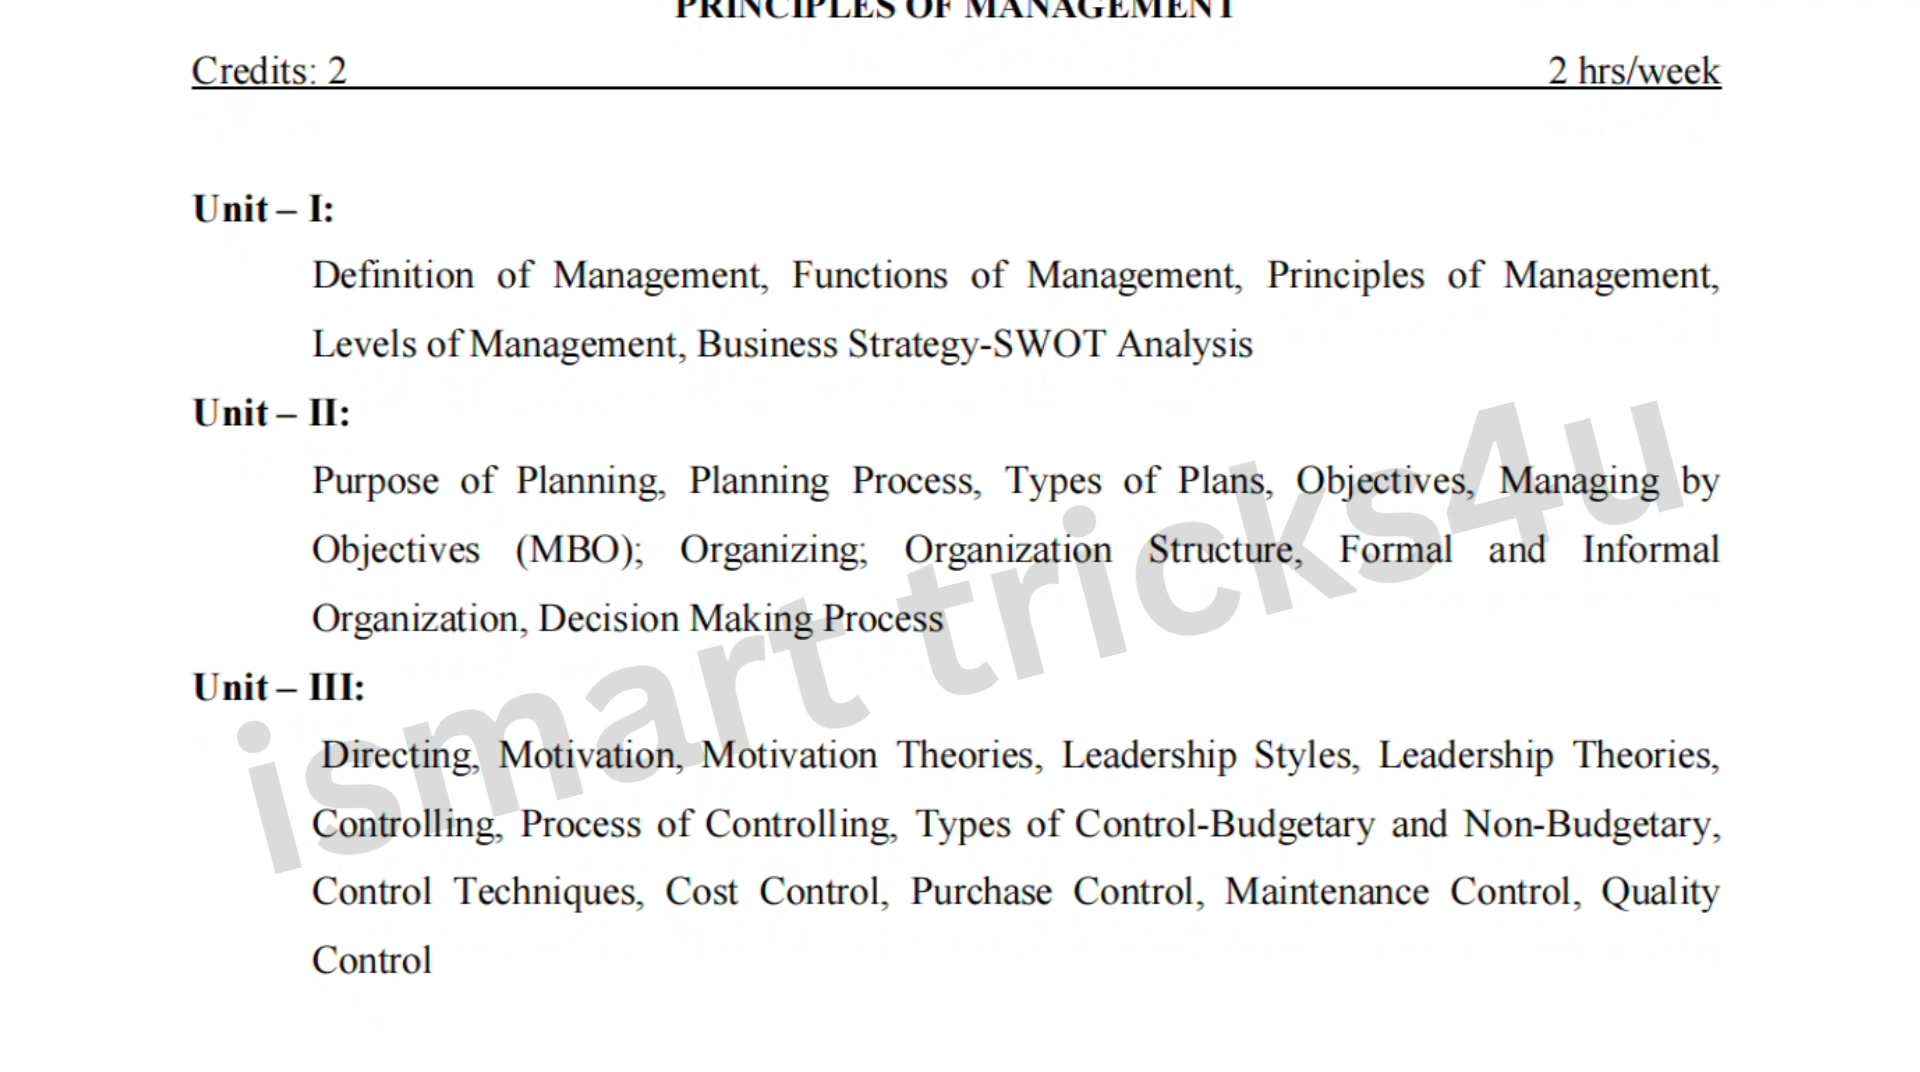 PRINCIPLES OF MANAGEMENT
Credits: 2 2 hrs/week
Unit – I:
Definition of Management, Functions of Management, Principles of Management,
Levels of Management, Business Strategy-SWOT Analysis
Unit – II:
Purpose of Planning, Planning Process, Types of Plans, Objectives, Managing by
Objectives (MBO); Organizing; Organization Structure, Formal and Informal
Organization, Decision Making Process
Unit – III:
Directing, Motivation, Motivation Theories, Leadership Styles, Leadership Theories,
Controlling, Process of Controlling, Types of Control-Budgetary and Non-Budgetary,
Control Techniques, Cost Control, Purchase Control, Maintenance Control, Quality
Control
ismart tricks4u